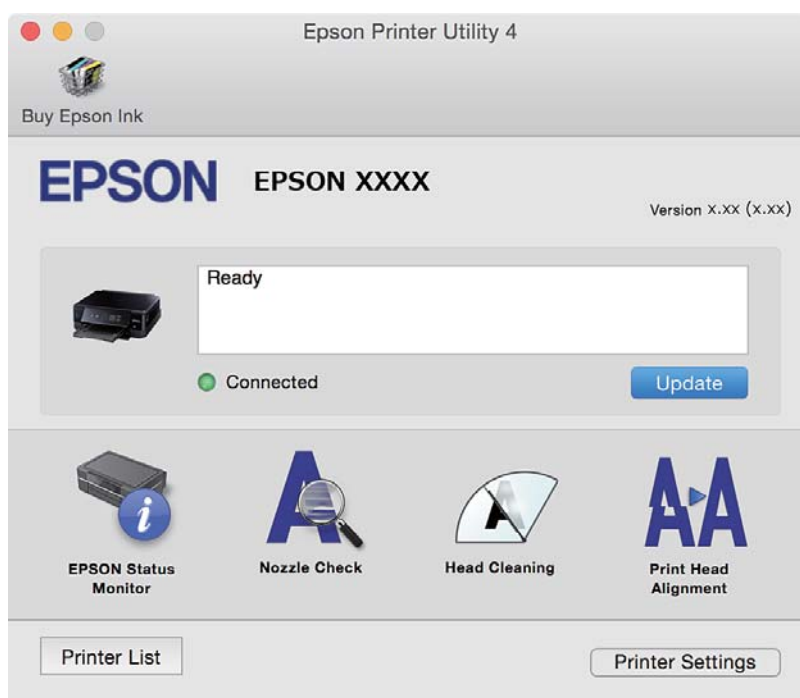 Epson Printer Utility 4
Buy Epson Ink
EPSON
EPSON XXXX
Version x.xx (x.xx)
Ready
Connected
Update
EPSON Status
Monitor
Nozzle Check
Head Cleaning
Print Head
Alignment
Printer List
Printer Settings